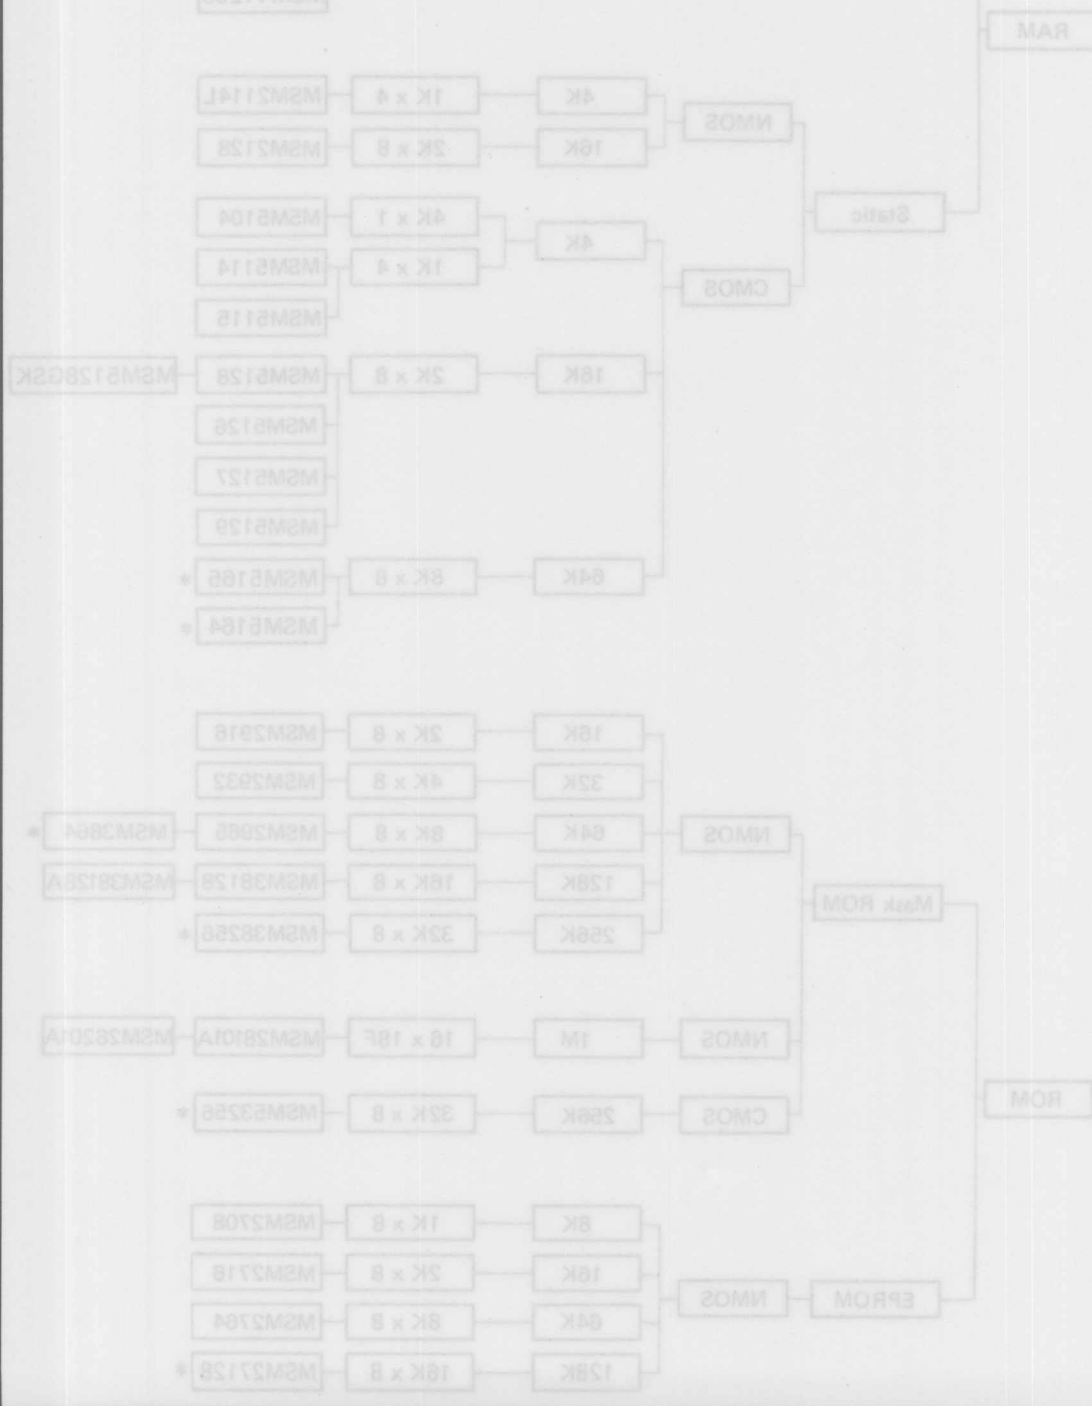 RAM
NMOS 4K 1K x 4 MSM2114L
16K 2K x 8 MSM2128
Static
4K 4K x 1 MSM5104
CMOS 1K x 4 MSM5114
MSM5115
16K 2K x 8 MSM5128 MSM5128GSK
MSM5126
MSM5127
MSM5129
64K 8K x 8 MSM5165 *
MSM5164 *
16K 2K x 8 MSM2916
32K 4K x 8 MSM2932
NMOS 64K 8K x 8 MSM2965 MSM3864 *
128K 16K x 8 MSM38128 MSM38128A
Mask ROM
256K 32K x 8 MSM38256 *
NMOS 1M 16 x 18F MSM28101A MSM28201A
ROM
CMOS 256K 32K x 8 MSM53256 *
8K 1K x 8 MSM2708
16K 2K x 8 MSM2716
EPROM NMOS
64K 8K x 8 MSM2764
128K 16K x 8 MSM27128 *